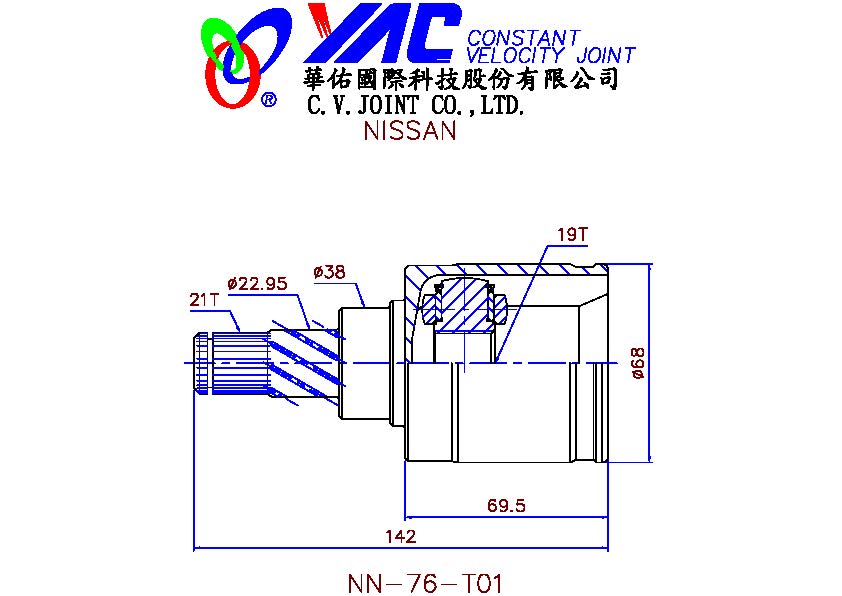 YAC CONSTANT
VELOCITY JOINT
®
華佑國際科技股份有限公司
C.V.JOINT CO.,LTD.
NISSAN
19T
ø38
ø22.95
21T
ø68
69.5
142
NN-76-T01